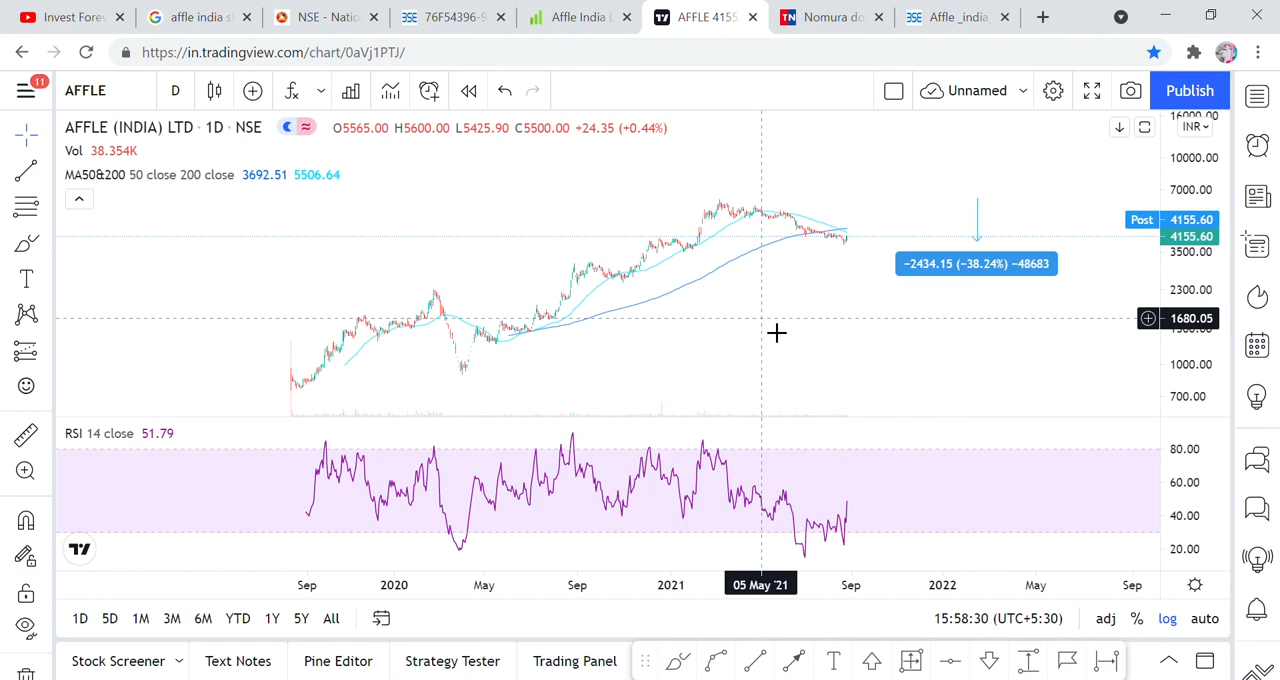 Invest Forev
affle india s
NSE - Natio
76F54396-9
Affle India L
AFFLE 4155
Nomura do
Affle _india_
https://in.tradingview.com/chart/0aVj1PTJ/
11
AFFLE
D
Unnamed
Publish
AFFLE (INDIA) LTD · 1D · NSE
O5565.00 H5600.00 L5425.90 C5500.00 +24.35 (+0.44%)
Vol 38.354K
MA50&200 50 close 200 close 3692.51 5506.64
INR
16000.00
10000.00
7000.00
Post 4155.60
4155.60
3500.00
2300.00
1680.05
1000.00
700.00
−2434.15 (−38.24%) −48683
RSI 14 close 51.79
80.00
60.00
40.00
20.00
Sep 2020 May Sep 2021 05 May '21 Sep 2022 May Sep
1D 5D 1M 3M 6M YTD 1Y 5Y All
15:58:30 (UTC+5:30) adj % log auto
Stock Screener Text Notes Pine Editor Strategy Tester Trading Panel